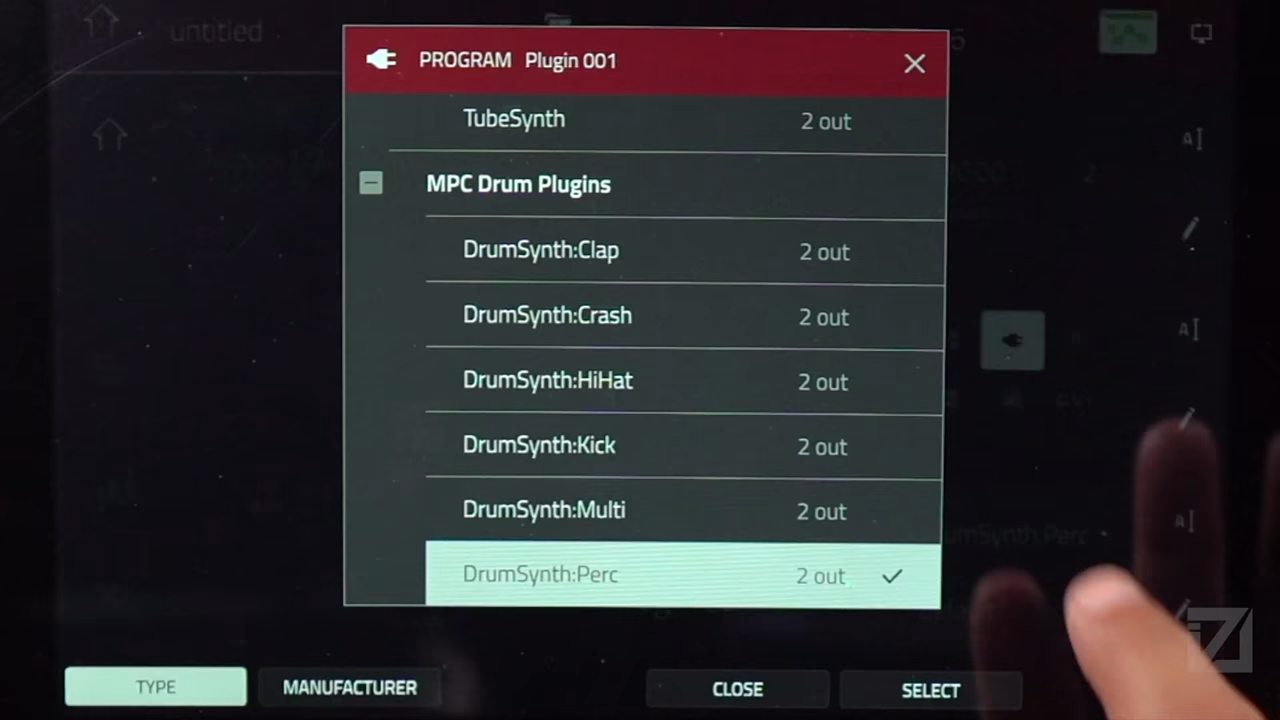 untitled
PROGRAM Plugin 001
TubeSynth 2 out
MPC Drum Plugins
DrumSynth:Clap 2 out
DrumSynth:Crash 2 out
DrumSynth:HiHat 2 out
DrumSynth:Kick 2 out
DrumSynth:Multi 2 out
DrumSynth:Perc 2 out
TYPE
MANUFACTURER
CLOSE
SELECT